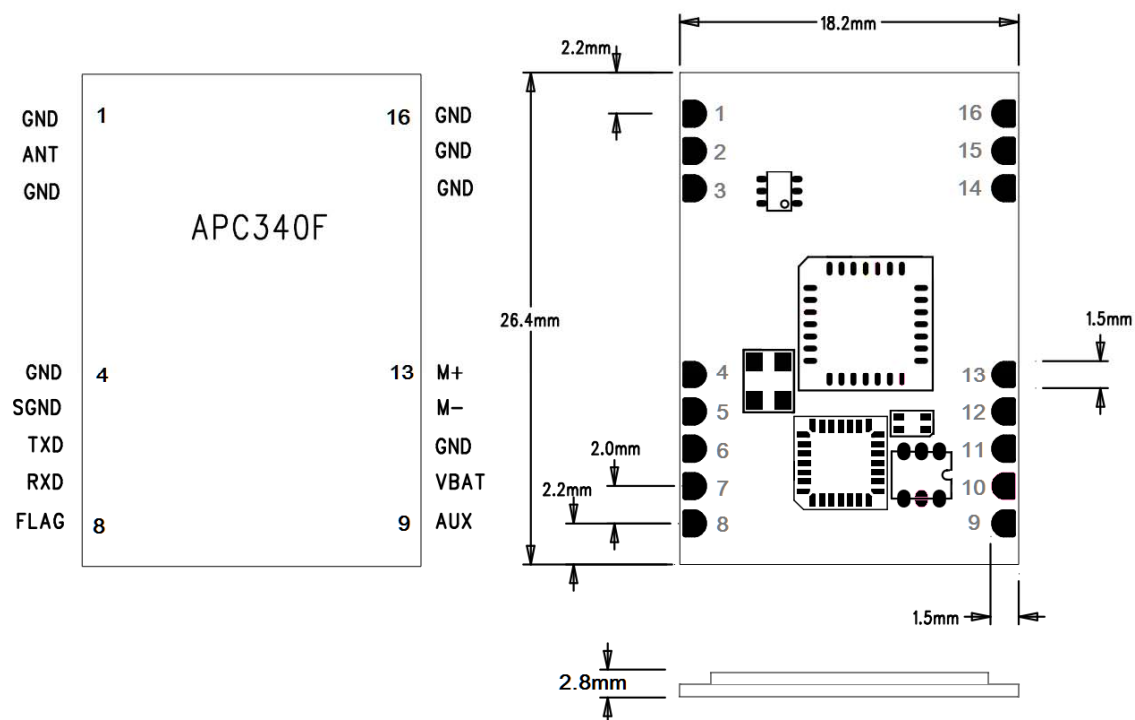 18.2mm
2.2mm
GND 1 16 GND 1 16
ANT GND 2 15
GND GND 3 14
APC340F
26.4mm
1.5mm
GND 4 13 M+ 4 13
SGND M- 5 12
TXD GND 6 11
2.0mm
RXD VBAT 7 10
2.2mm
FLAG 8 9 AUX 8 9
1.5mm
2.8mm